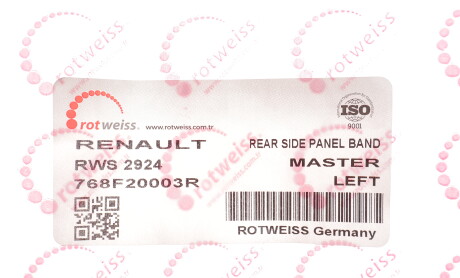 rotweiss.
www.rotweiss.com.tr
ISO
9001
RENAULT
RWS 2924
768F20003R
REAR SIDE PANEL BAND
MASTER
LEFT
ROTWEISS Germany